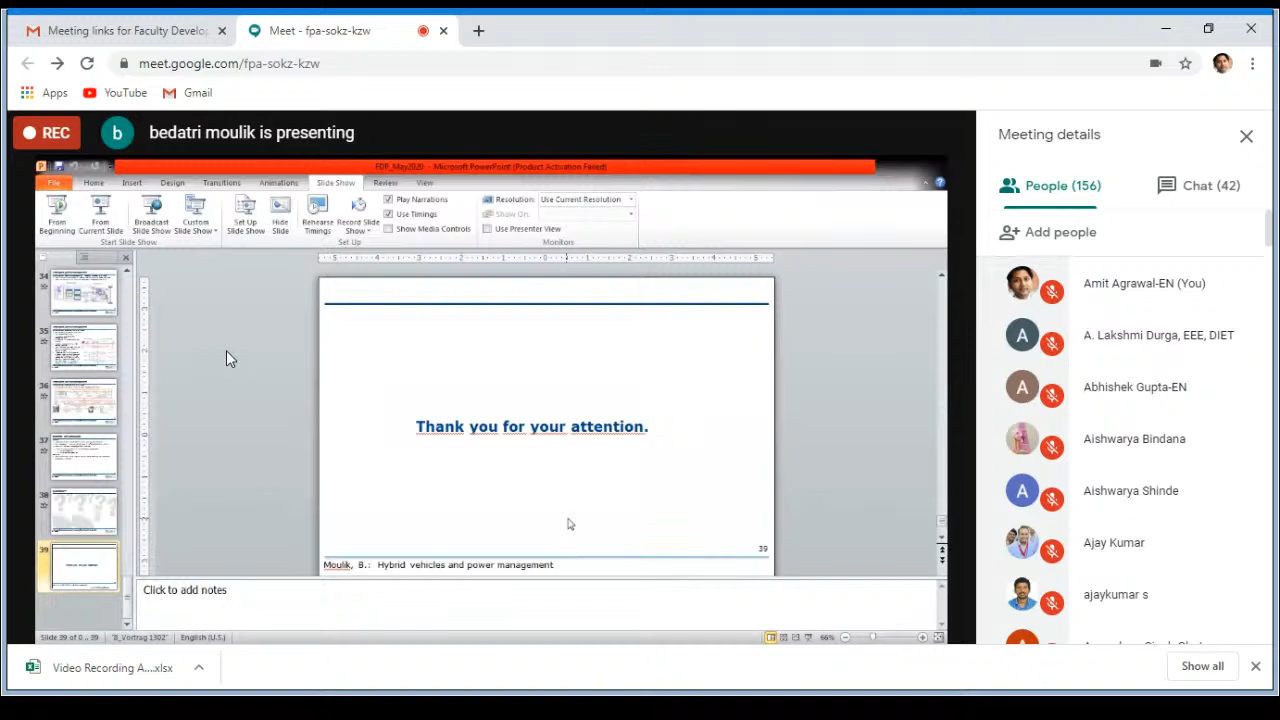 Meeting links for Faculty Develo
Meet - fpa-sokz-kzw
meet.google.com/fpa-sokz-kzw
Apps
YouTube
Gmail
REC
b
bedatri moulik is presenting
FDP_May2020 - Microsoft PowerPoint (Product Activation Failed)
File Home Insert Design Transitions Animations Slide Show Review View
From Beginning
From Current Slide
Broadcast Slide Show
Custom Slide Show
Set Up Slide Show
Hide Slide
Rehearse Timings
Record Slide Show
Play Narrations
Use Timings
Show Media Controls
Resolution: Use Current Resolution
Show On:
Use Presenter View
Start Slide Show
Set Up
Monitors
34
35
36
37
38
39
Thank you for your attention.
39
Moulik, B.: Hybrid vehicles and power management
Click to add notes
Slide 39 of 0 .. 39
English (U.S.)
66%
Meeting details
People (156)
Chat (42)
Add people
Amit Agrawal-EN (You)
A
A. Lakshmi Durga, EEE, DIET
A
Abhishek Gupta-EN
Aishwarya Bindana
A
Aishwarya Shinde
Ajay Kumar
ajaykumar s
Video Recording A....xlsx
Show all